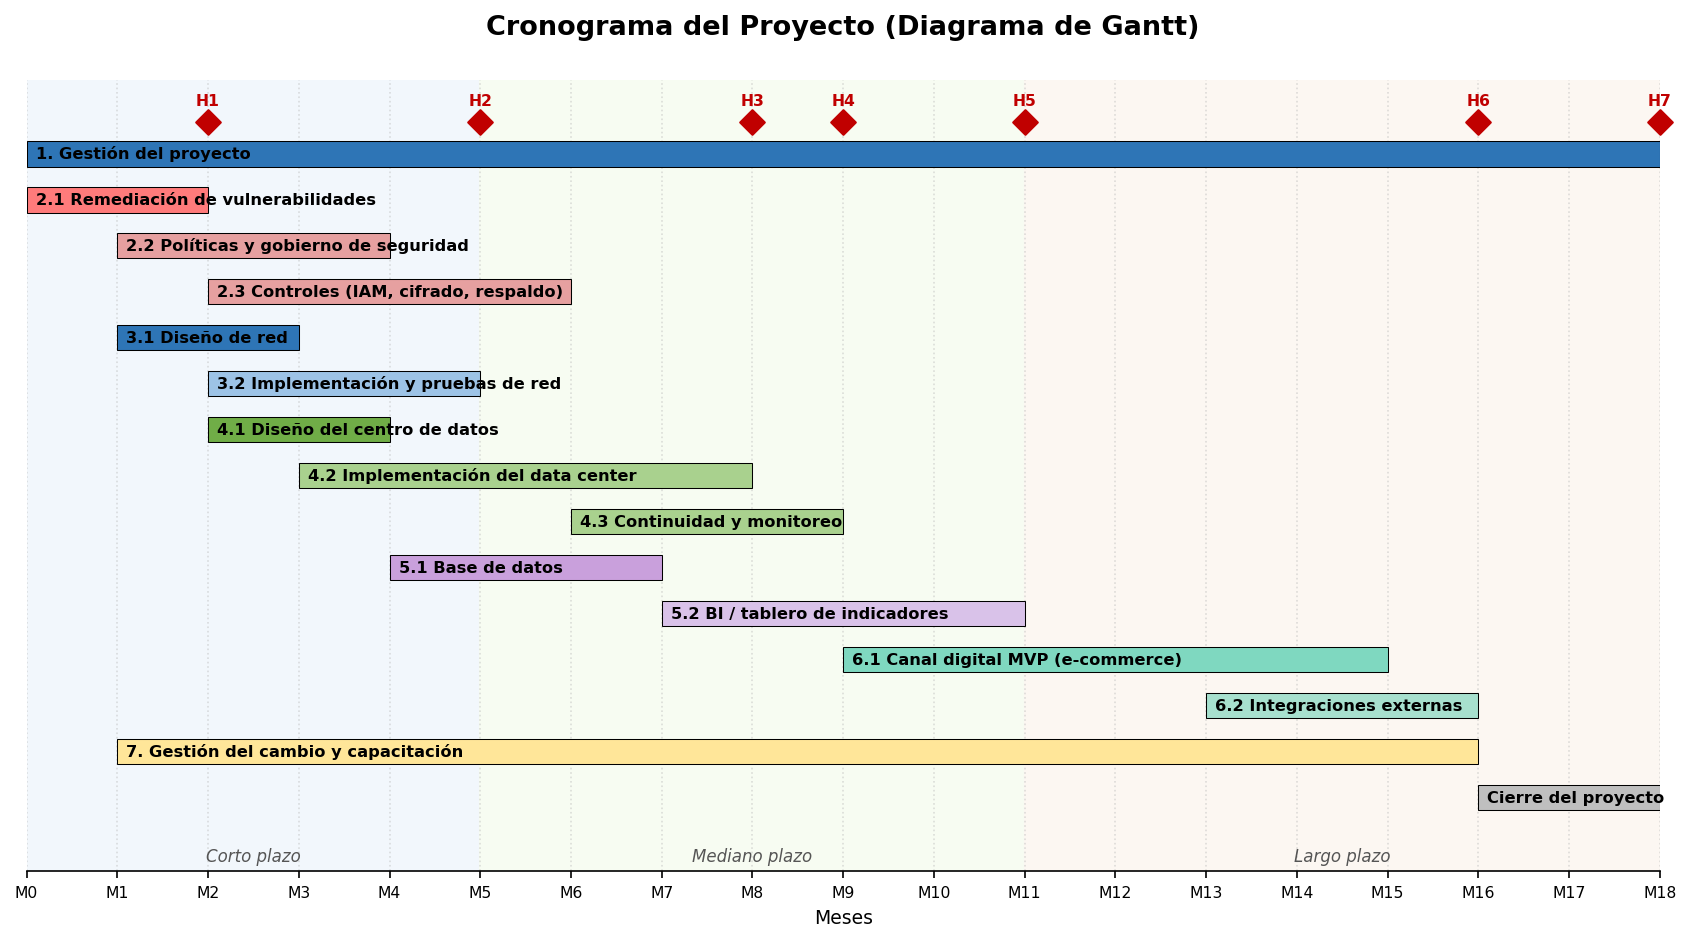 Cronograma del Proyecto (Diagrama de Gantt)
H1 H2 H3 H4 H5 H6 H7
1. Gestión del proyecto
2.1 Remediación de vulnerabilidades
2.2 Políticas y gobierno de seguridad
2.3 Controles (IAM, cifrado, respaldo)
3.1 Diseño de red
3.2 Implementación y pruebas de red
4.1 Diseño del centro de datos
4.2 Implementación del data center
4.3 Continuidad y monitoreo
5.1 Base de datos
5.2 BI / tablero de indicadores
6.1 Canal digital MVP (e-commerce)
6.2 Integraciones externas
7. Gestión del cambio y capacitación
Cierre del proyecto
Corto plazo Mediano plazo Largo plazo
M0 M1 M2 M3 M4 M5 M6 M7 M8 M9 M10 M11 M12 M13 M14 M15 M16 M17 M18
Meses